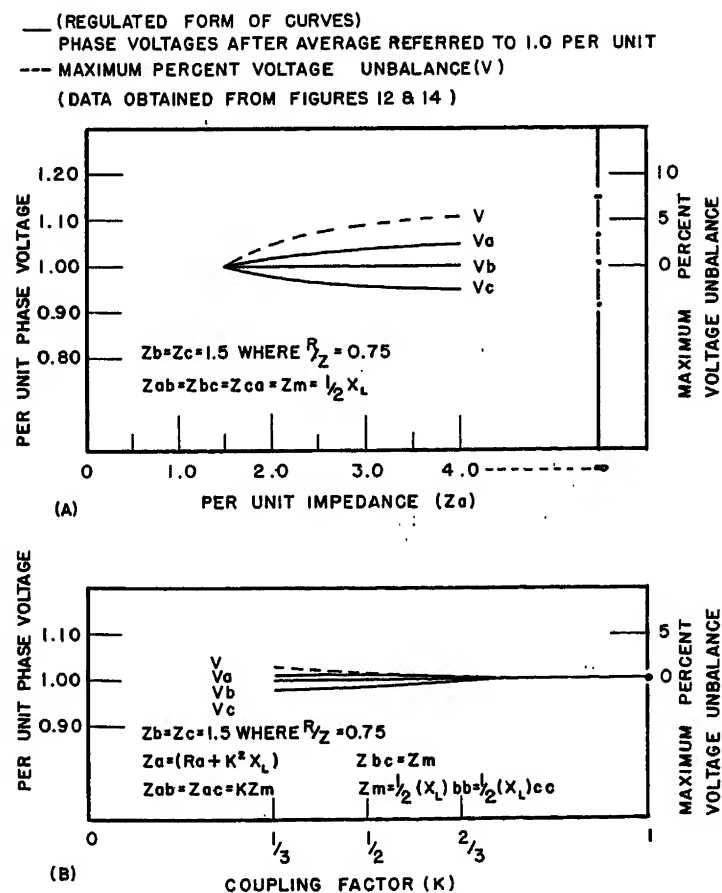 — (REGULATED FORM OF CURVES)
PHASE VOLTAGES AFTER AVERAGE REFERRED TO 1.0 PER UNIT
--- MAXIMUM PERCENT VOLTAGE UNBALANCE(V)
(DATA OBTAINED FROM FIGURES 12 & 14)
PER UNIT PHASE VOLTAGE
1.20
1.10
1.00
0.90
0.80
V
Va
Vb
Vc
10
5
0
MAXIMUM PERCENT
VOLTAGE UNBALANCE
Zb=Zc=1.5 WHERE R/Z=0.75
Zab=Zbc=Zca=Zm=1/2 XL
0 1.0 2.0 3.0 4.0
PER UNIT IMPEDANCE (Za)
(A)
PER UNIT PHASE VOLTAGE
1.10
1.00
0.90
V
Va
Vb
Vc
5
0
MAXIMUM PERCENT
VOLTAGE UNBALANCE
Zb=Zc=1.5 WHERE R/Z=0.75
Za=(Ra+K²XL) Zbc=Zm
Zab=Zac=KZm Zm=1/2 (XL)bb=1/2(XL)cc
0 1/3 1/2 2/3 1
COUPLING FACTOR (K)
(B)